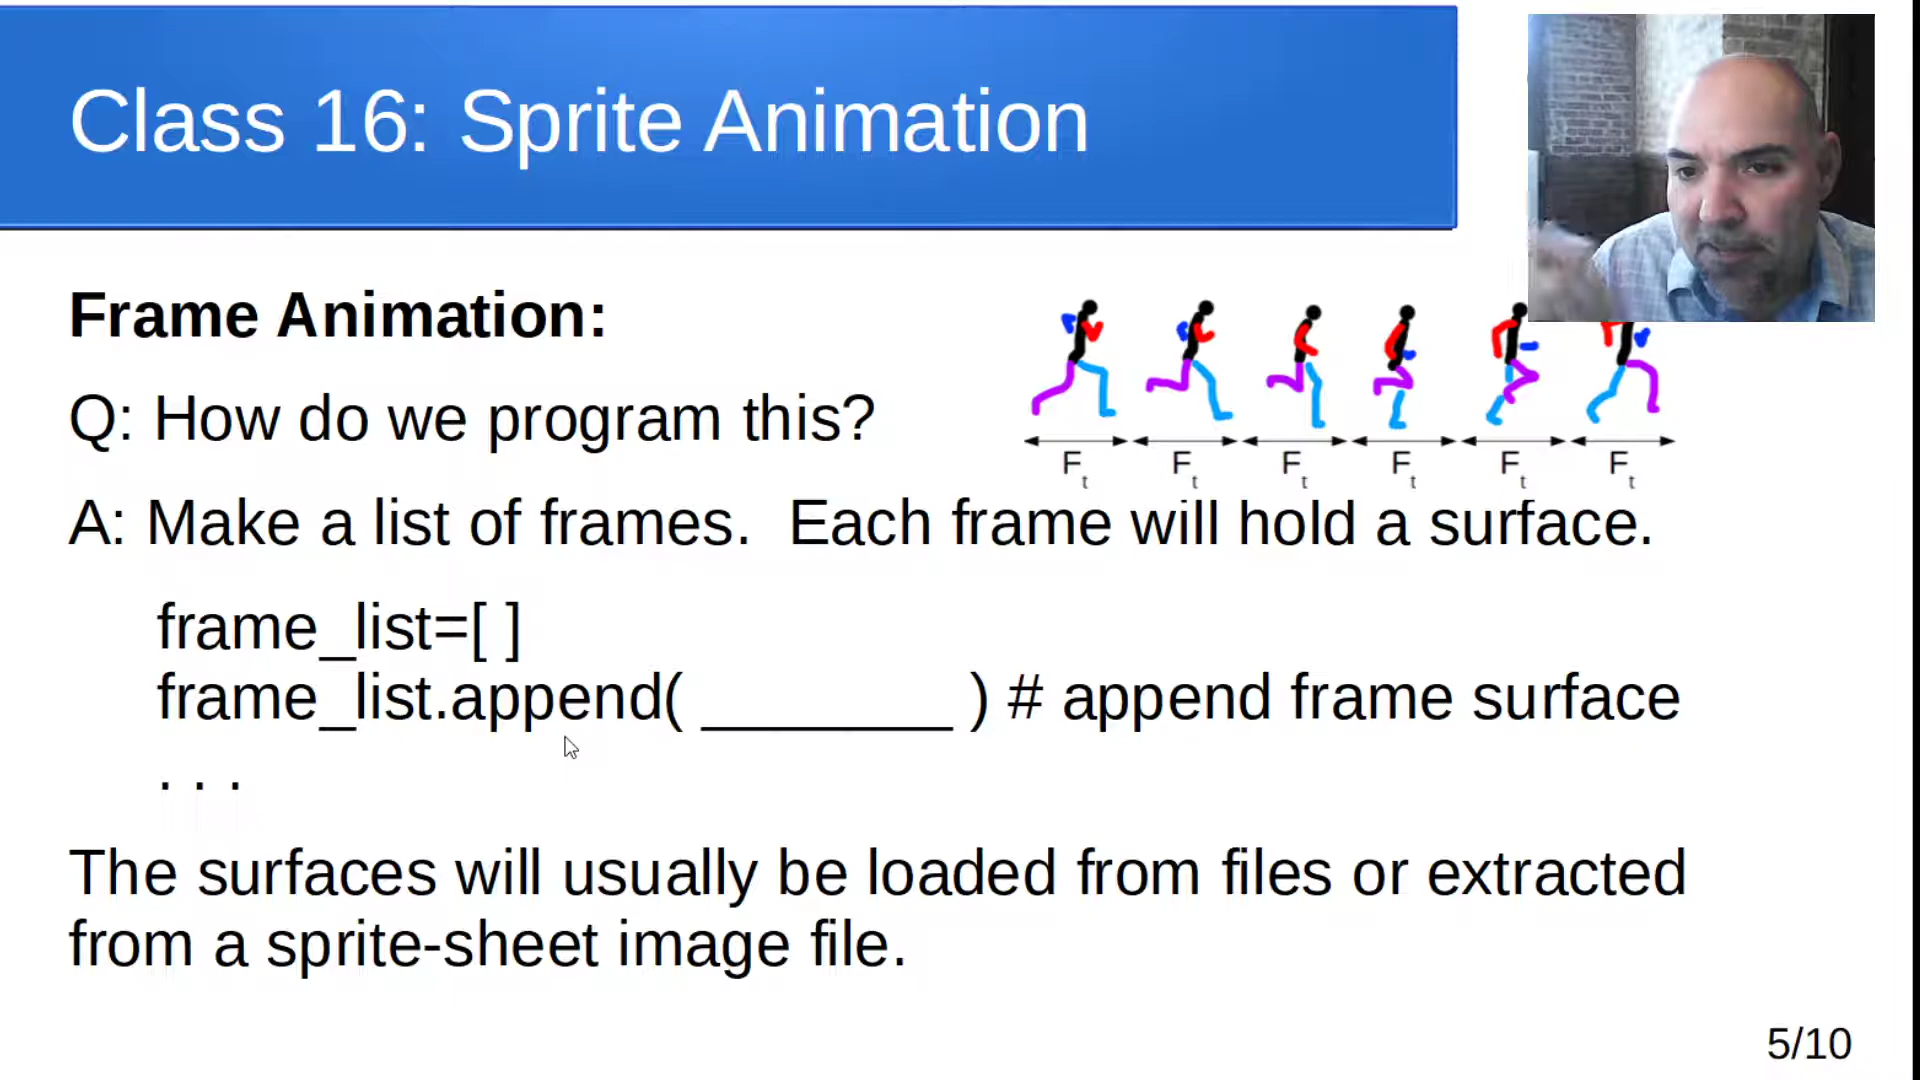 Class 16: Sprite Animation
Frame Animation:
Q: How do we program this?
F t F t F t F t F t F t
A: Make a list of frames. Each frame will hold a surface.
frame_list=[ ]
frame_list.append( _______ ) # append frame surface
. . .
The surfaces will usually be loaded from files or extracted
from a sprite-sheet image file.
5/10